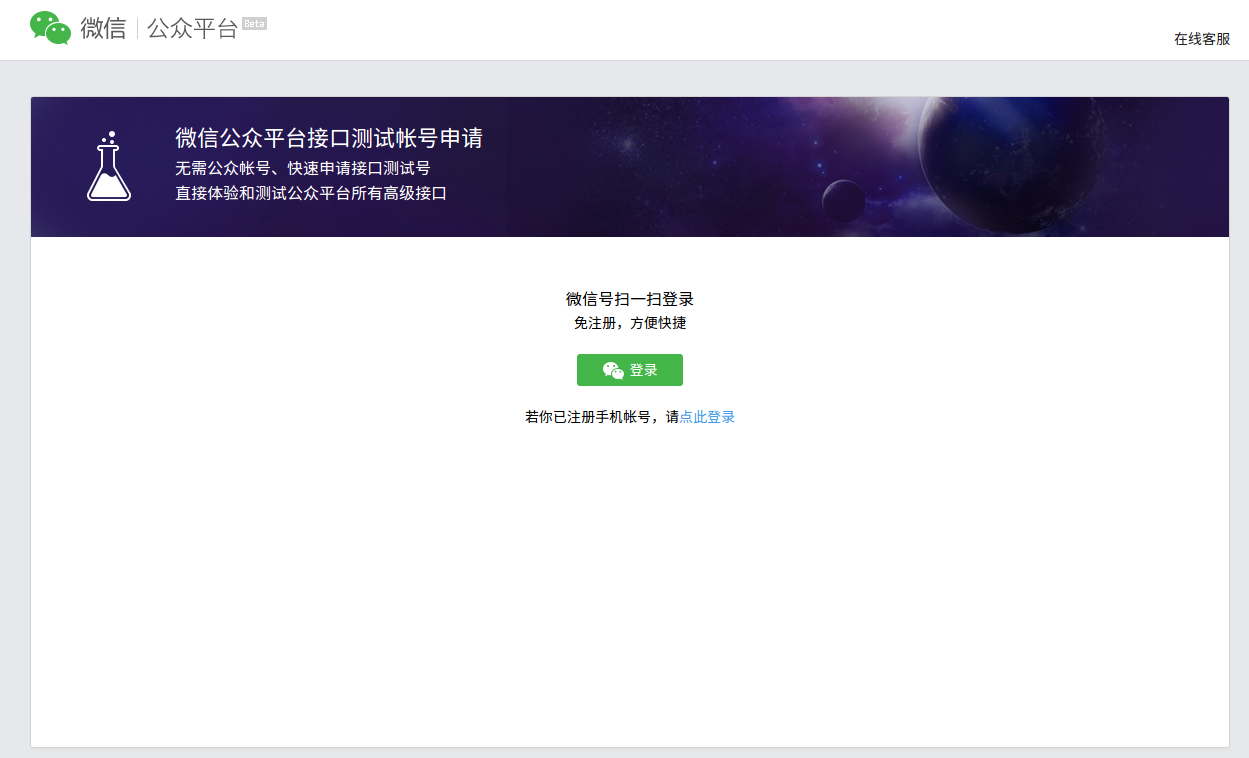 微信 | 公众平台 Beta
在线客服
微信公众平台接口测试帐号申请
无需公众帐号、快速申请接口测试号
直接体验和测试公众平台所有高级接口
微信号扫一扫登录
免注册，方便快捷
登录
若你已注册手机帐号，请点此登录